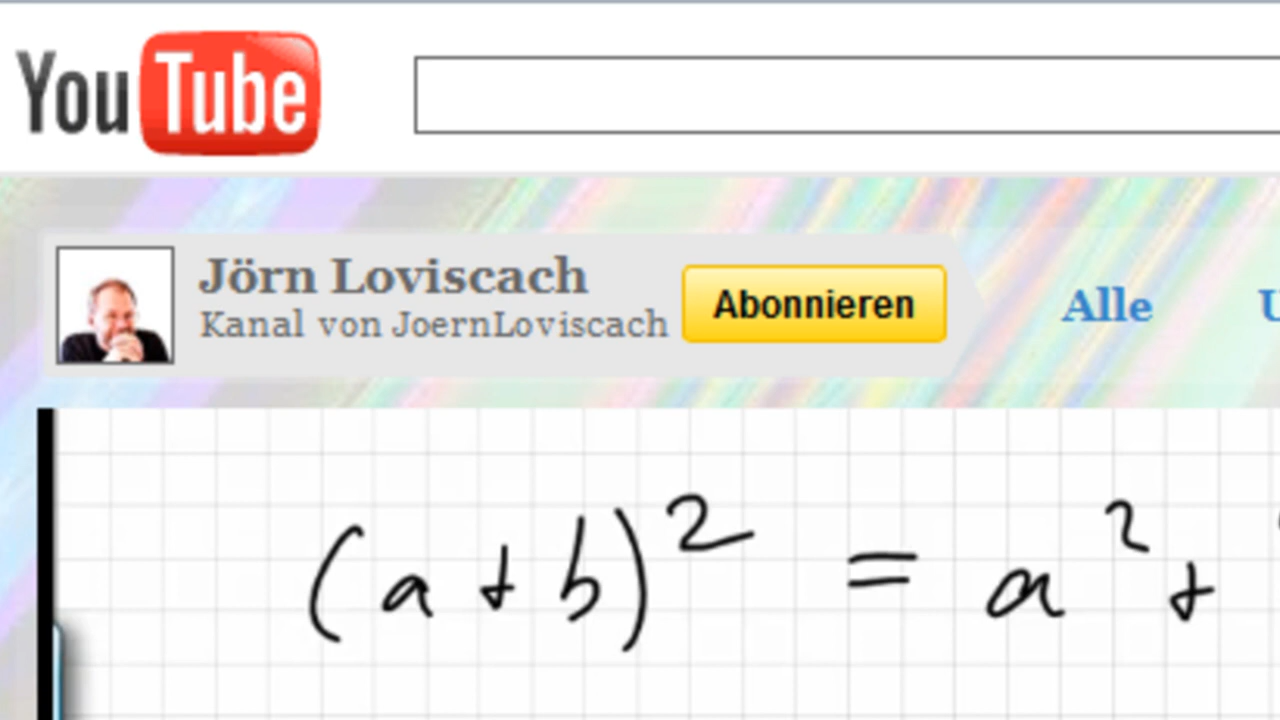 YouTube
Jörn Loviscach
Kanal von JoernLoviscach
Abonnieren
Alle
(a + b)² = a² +